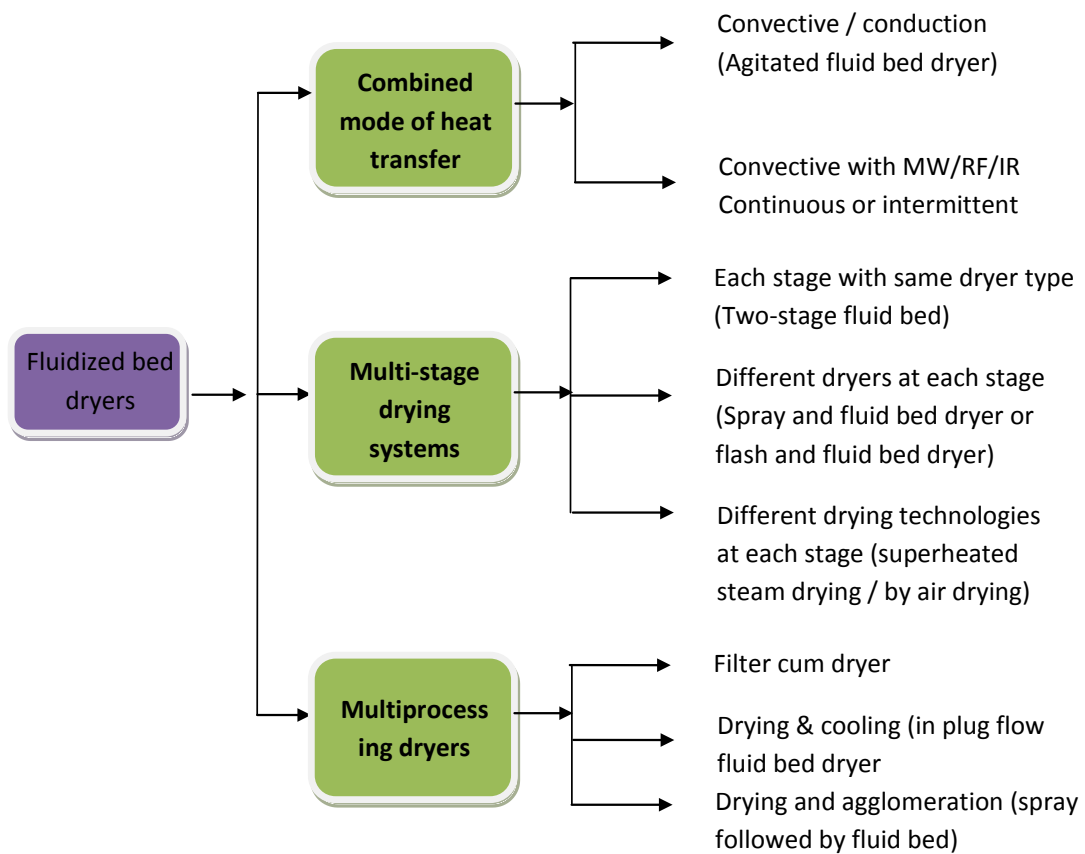 Fluidized bed
dryers
Combined
mode of heat
transfer
Convective / conduction
(Agitated fluid bed dryer)
Convective with MW/RF/IR
Continuous or intermittent
Multi-stage
drying
systems
Each stage with same dryer type
(Two-stage fluid bed)
Different dryers at each stage
(Spray and fluid bed dryer or
flash and fluid bed dryer)
Different drying technologies
at each stage (superheated
steam drying / by air drying)
Multiprocess
ing dryers
Filter cum dryer
Drying & cooling (in plug flow
fluid bed dryer
Drying and agglomeration (spray
followed by fluid bed)